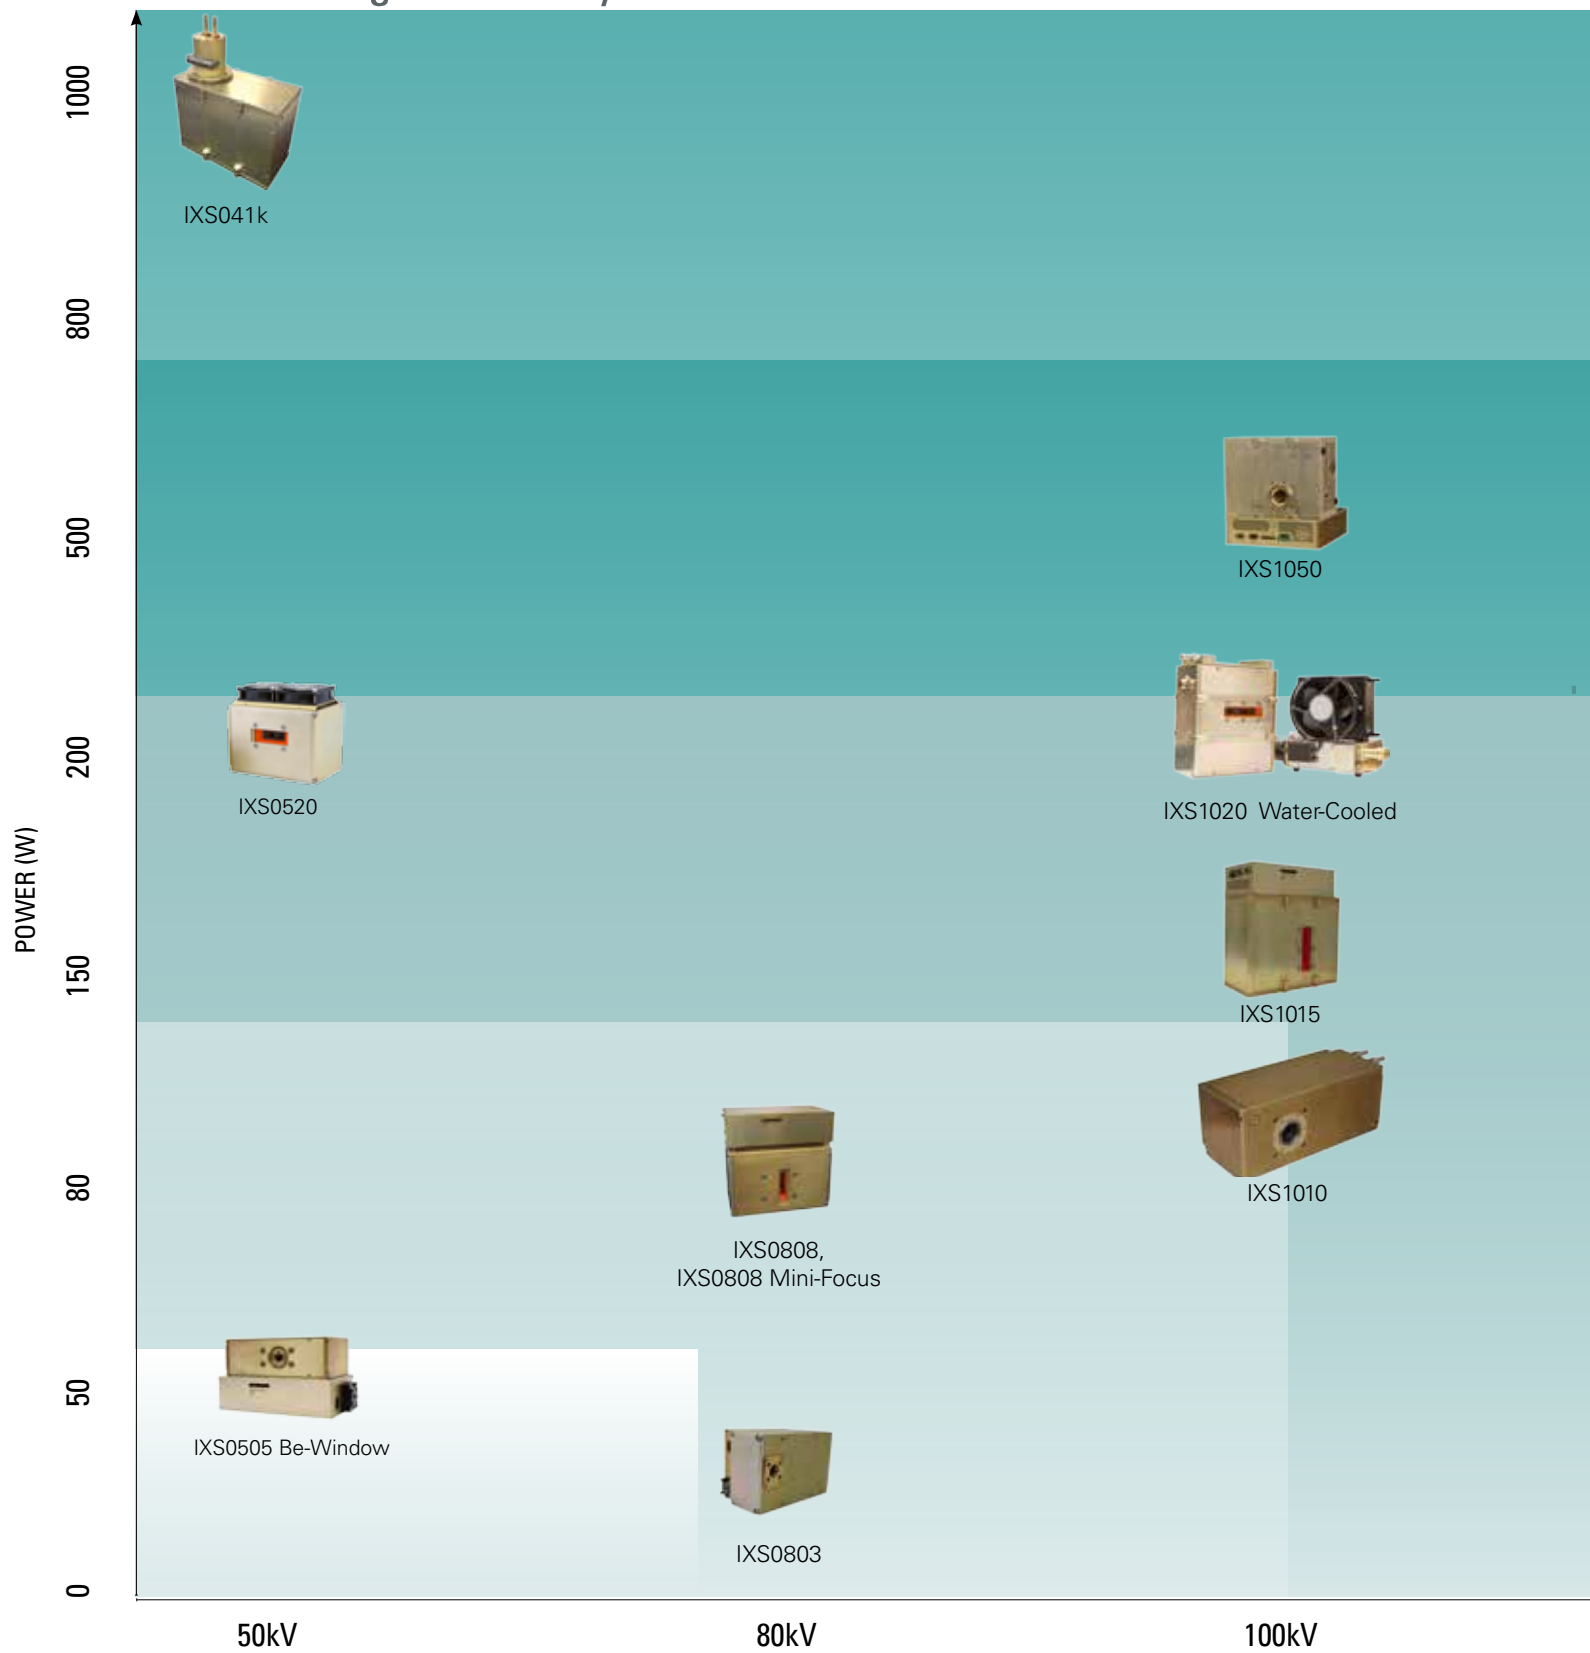 1000
IXS041k
800
500
IXS1050
200
IXS0520
IXS1020 Water-Cooled
POWER (W)
150
IXS1015
80
IXS1010
IXS0808,
IXS0808 Mini-Focus
50
IXS0505 Be-Window
IXS0803
0
50kV
80kV
100kV